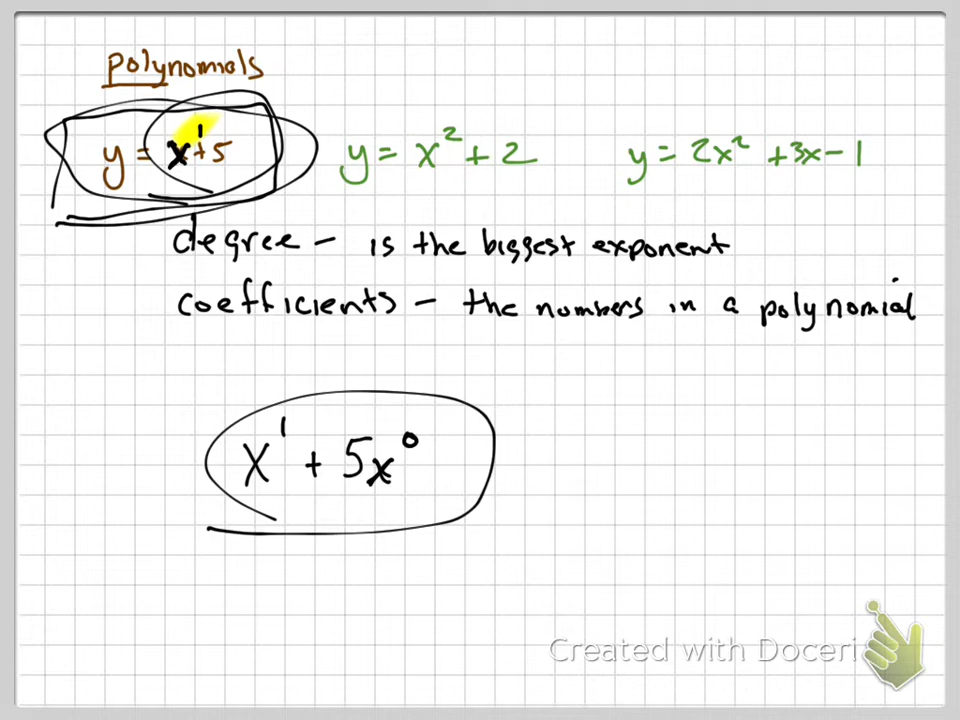 polynomials
y = x¹+5 y = x²+2 y = 2x² +3x-1
degree - is the biggest exponent
coefficients - the numbers in a polynomial
x¹ + 5x⁰
Created with Doceri